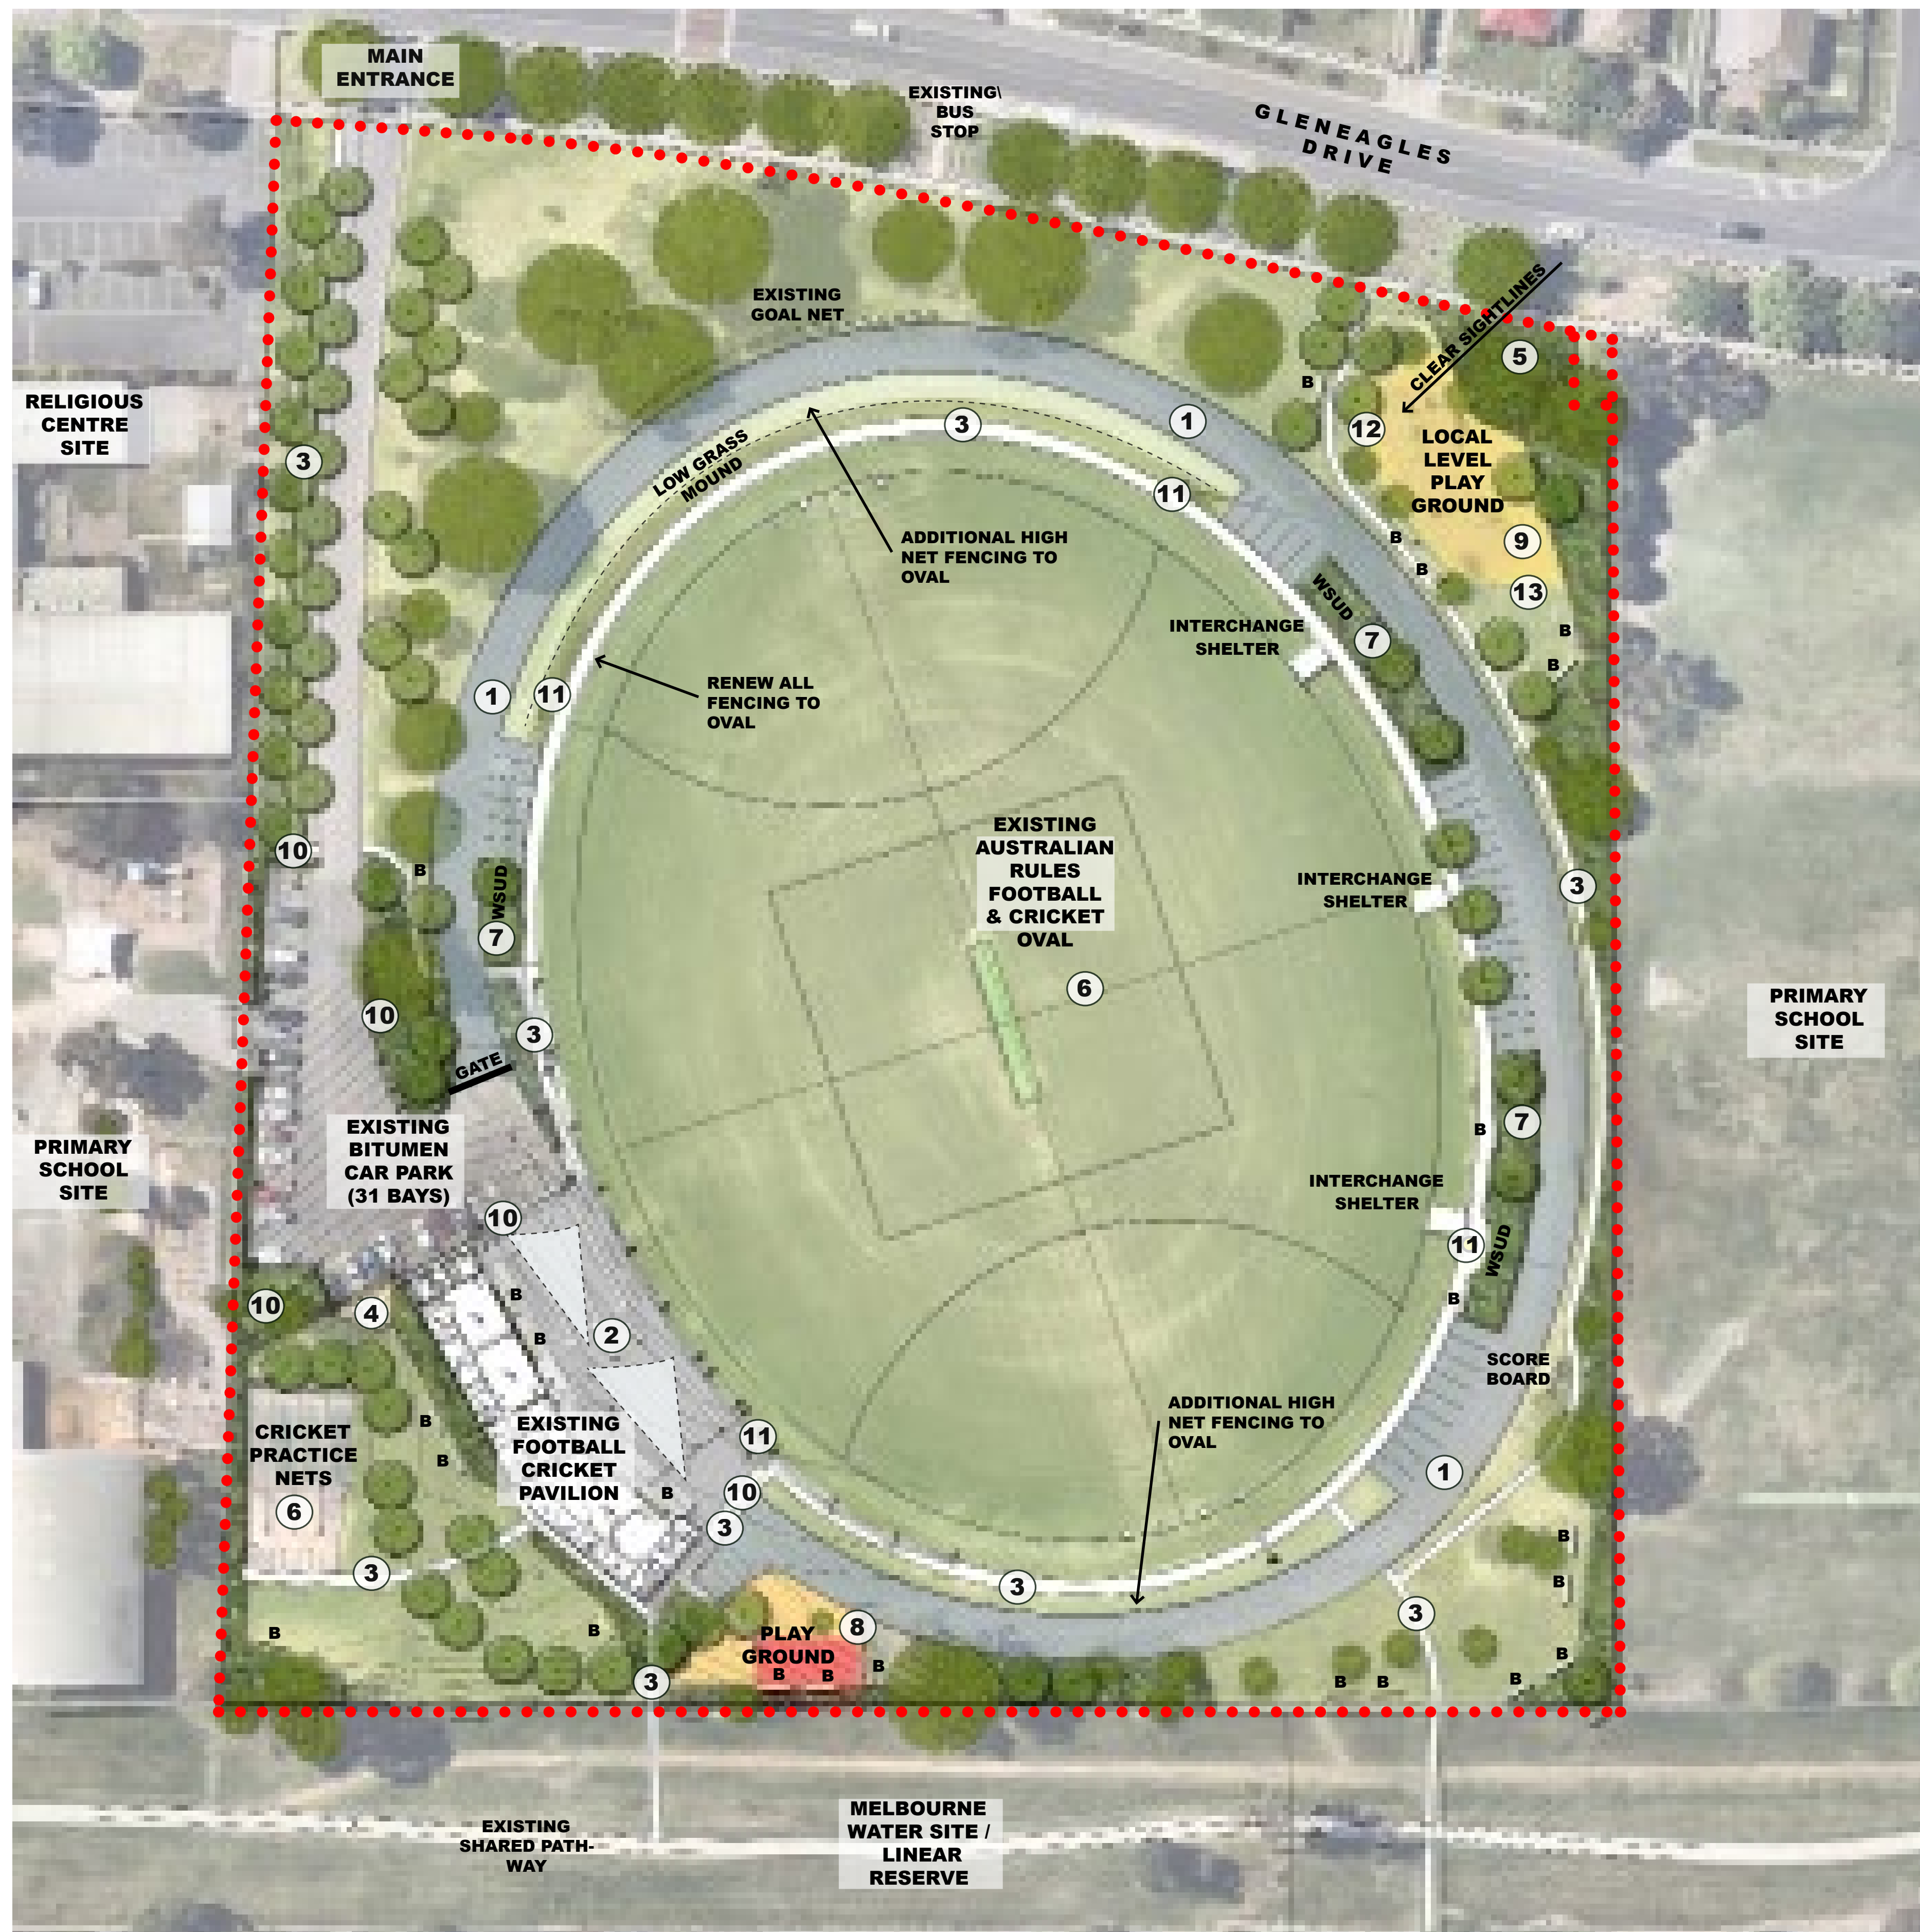 MAIN
ENTRANCE
EXISTING\
BUS
STOP
GLENEAGLES
DRIVE
EXISTING
GOAL NET
CLEAR SIGHTLINES
5
RELIGIOUS
CENTRE
SITE
3
LOW GRASS
MOUND
3
1
11
B
12
LOCAL
LEVEL
PLAY
GROUND
9
13
B
B
B
B
ADDITIONAL HIGH
NET FENCING TO
OVAL
WSUD
7
INTERCHANGE
SHELTER
1
11
RENEW ALL
FENCING TO
OVAL
10
B
WSUD
7
EXISTING
AUSTRALIAN
RULES
FOOTBALL
& CRICKET
OVAL
6
INTERCHANGE
SHELTER
3
10
3
GATE
PRIMARY
SCHOOL
SITE
PRIMARY
SCHOOL
SITE
EXISTING
BITUMEN
CAR PARK
(31 BAYS)
B
7
INTERCHANGE
SHELTER
11
WSUD
B
10
10
4
B
B
2
SCORE
BOARD
CRICKET
PRACTICE
NETS
6
B
B
EXISTING
FOOTBALL
CRICKET
PAVILION
B
11
10
3
ADDITIONAL HIGH
NET FENCING TO
OVAL
1
3
3
3
B
B
B
B
B
3
PLAY
GROUND
B
B
8
B
B
B
B
EXISTING
SHARED PATH-
WAY
MELBOURNE
WATER SITE /
LINEAR
RESERVE